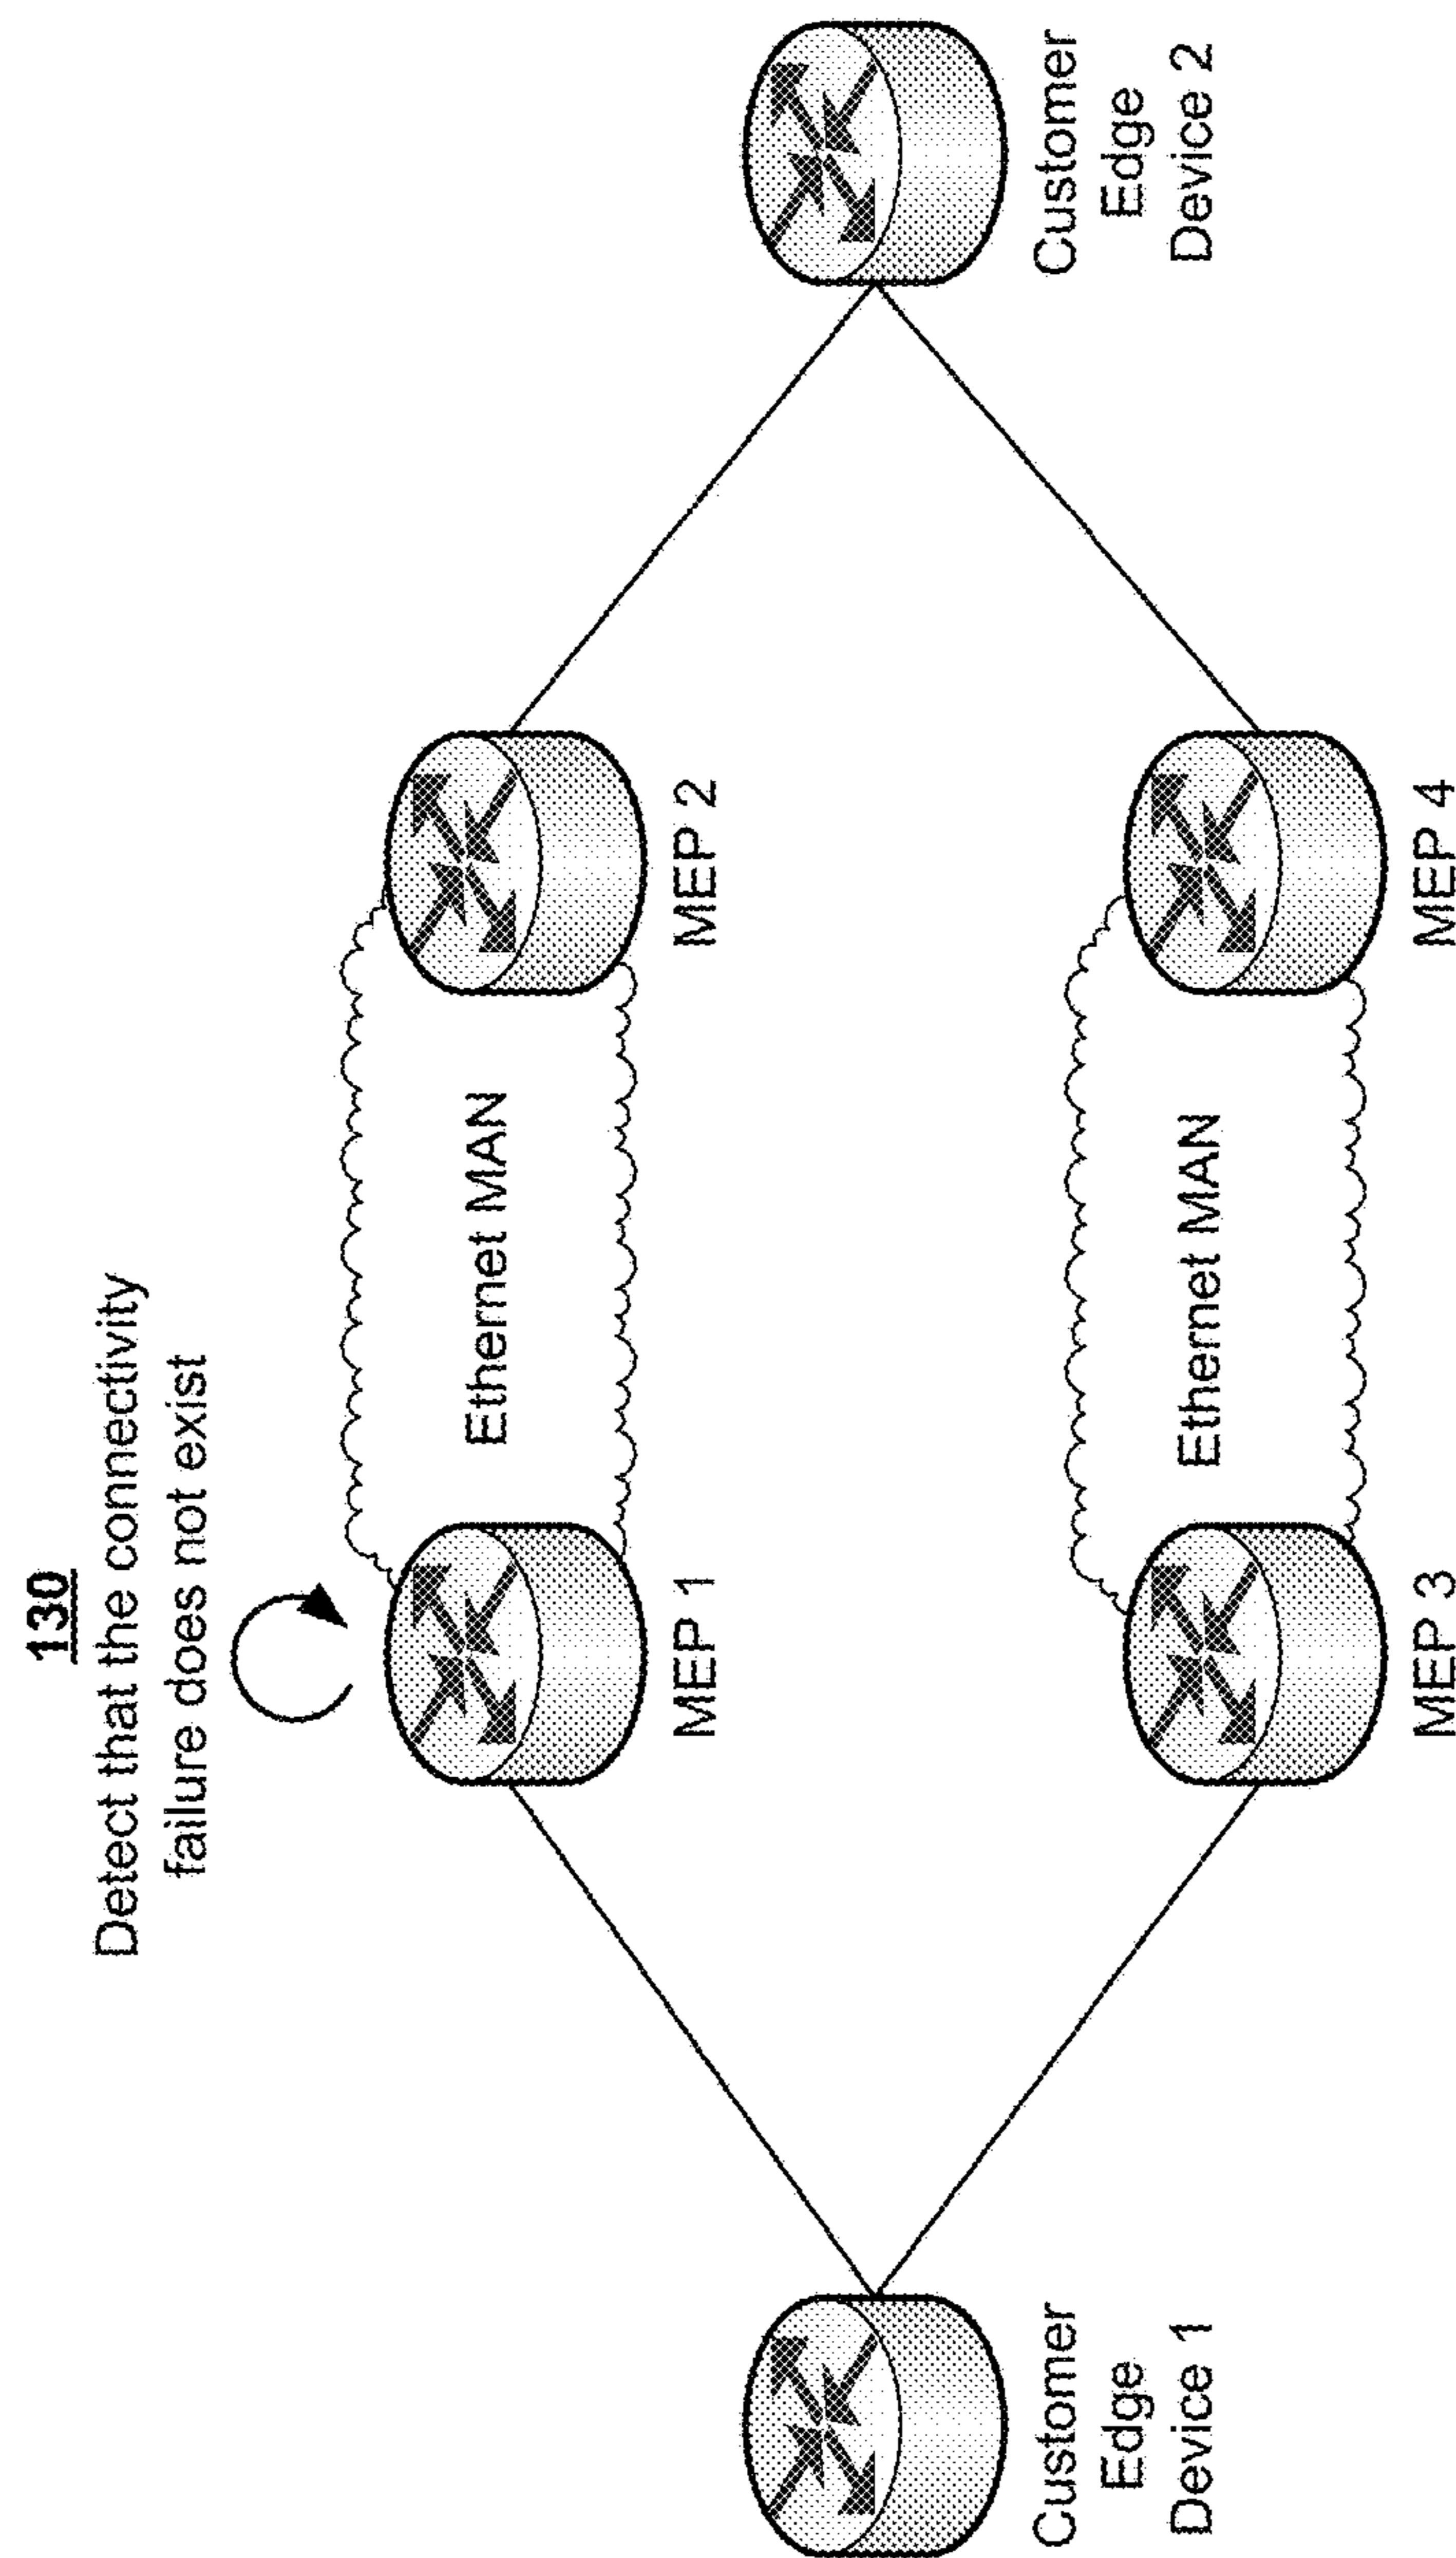 130
Detect that the connectivity
failure does not exist
Ethernet MAN
MEP 1
MEP 2
Customer
Edge
Device 1
Customer
Edge
Device 2
Ethernet MAN
MEP 3
MEP 4